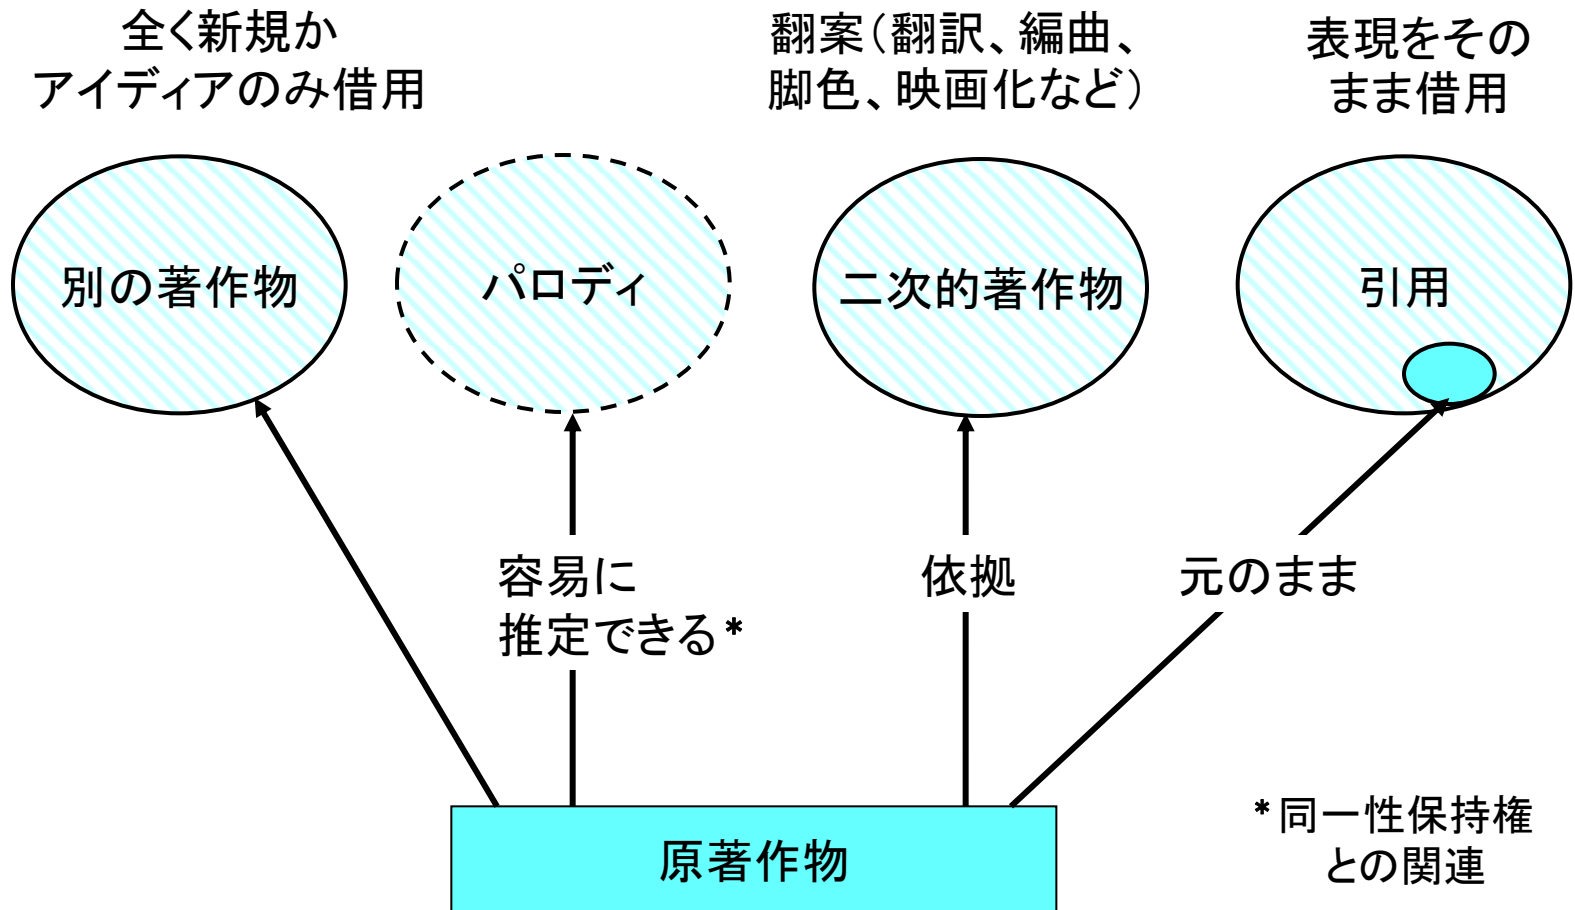 全く新規か
アイディアのみ借用
翻案（翻訳、編曲、
脚色、映画化など）
表現をその
まま借用
別の著作物
パロディ
二次的著作物
引用
容易に
推定できる*
依拠
元のまま
原著作物
*同一性保持権
との関連